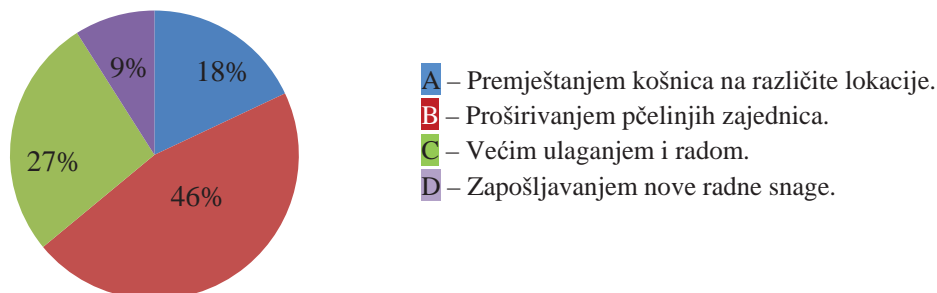 9%
18%
27%
46%
A – Premještanjem košnica na različite lokacije.
B – Proširivanjem pčelinjih zajednica.
C – Većim ulaganjem i radom.
D – Zapošljavanjem nove radne snage.